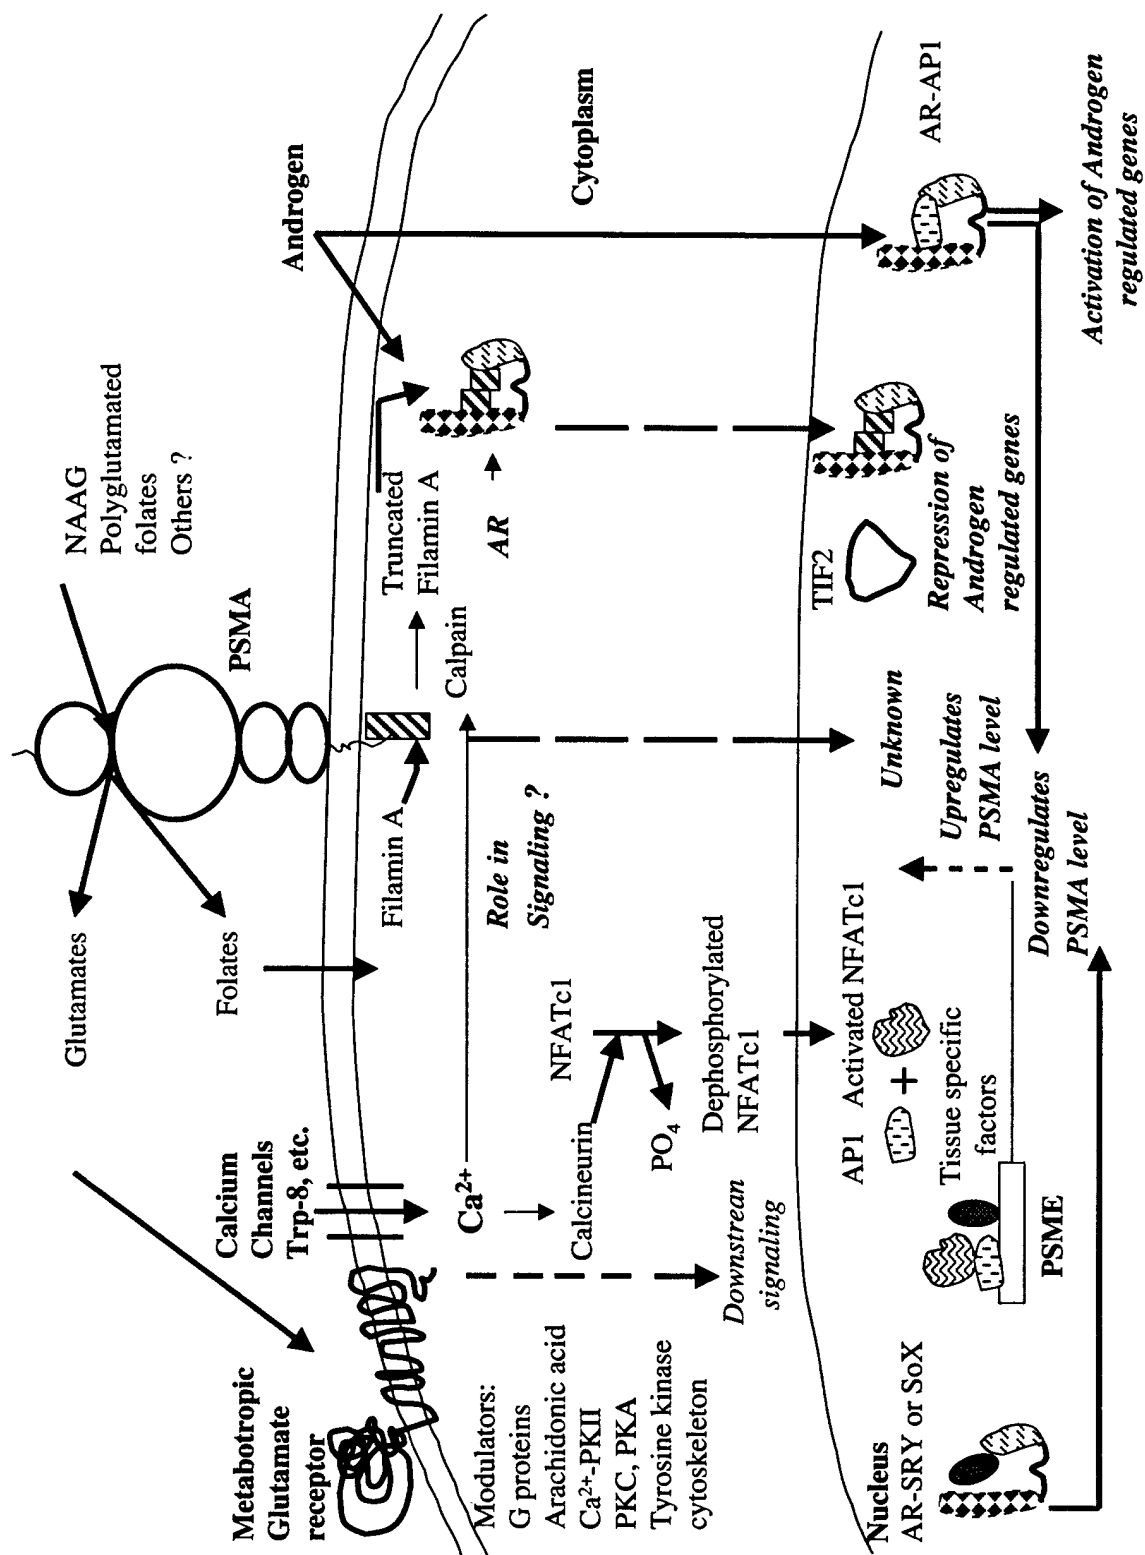 NAAG
Polyglutamated
folates
Others ?
Glutamates
PSMA
Folates
Androgen
Calcium
Channels
Trp-8, etc.
Metabotropic
Glutamate
receptor
Filamin A
Truncated
Filamin A
Calpain
Ca²⁺
Role in
Signaling ?
AR
Modulators:
G proteins
Arachidonic acid
Ca²⁺-PKII
PKC, PKA
Tyrosine kinase
cytoskeleton
Calcineurin
NFATc1
PO₄
Dephosphorylated
NFATc1
Downstrean
signaling
Cytoplasm
Nucleus
AR-SRY or SoX
AP1
Activated NFATc1
+
Tissue specific
factors
PSME
Unknown
Upregulates
PSMA level
Downregulates
PSMA level
TIF2
Repression of
Androgen
regulated genes
AR-AP1
Activation of Androgen
regulated genes